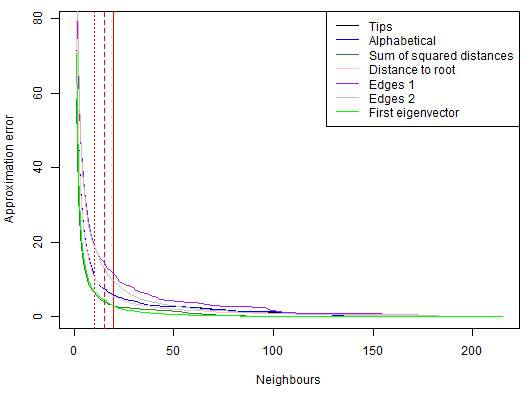 Tips
Alphabetical
Sum of squared distances
Distance to root
Edges 1
Edges 2
First eigenvector
Approximation error
80
60
40
20
0
0 50 100 150 200
Neighbours